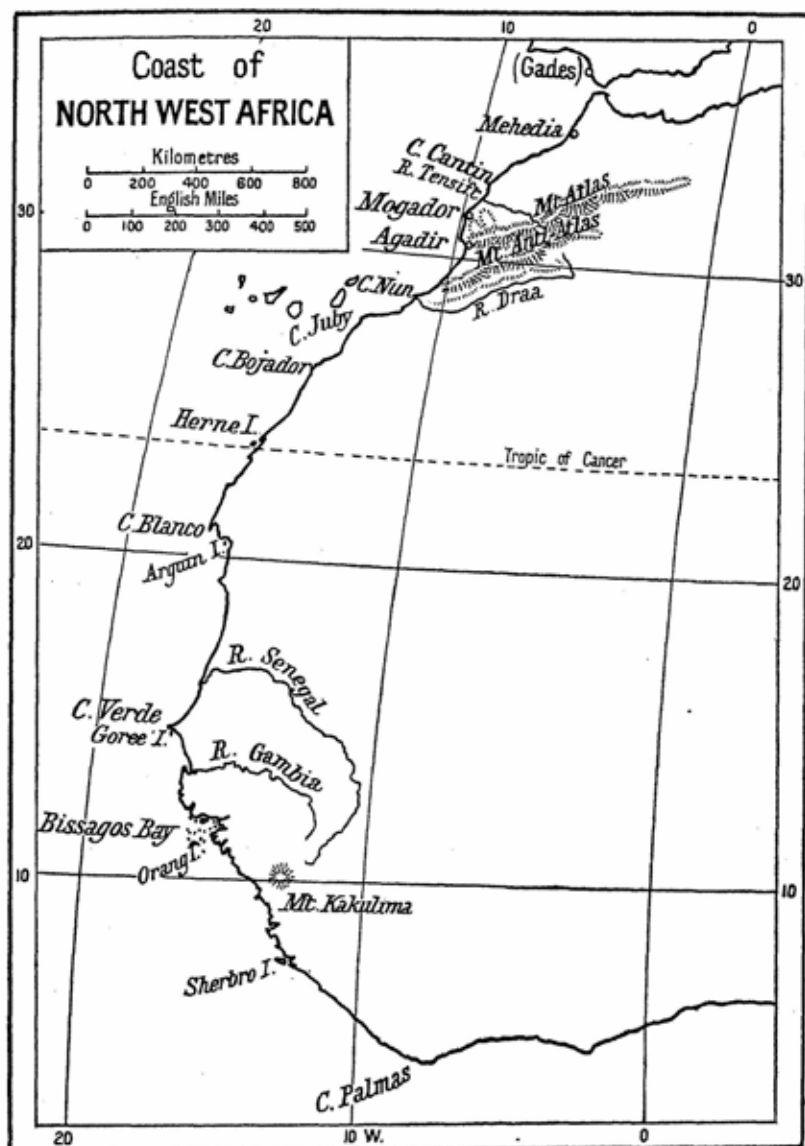 20
10
0
Coast of
NORTH WEST AFRICA
Kilometres
0 200 400 600 800
English Miles
0 100 200 300 400 500
(Gades)
Mehedia
C. Cantin
R. Tensift
Mogador
Mt Atlas
Agadir
Mt. Anti-Atlas
30
30
C. Nun
R. Draa
C. Juby
C. Bojador
Herne I.
Tropic of Cancer
C. Blanco
20
Arguin I.
20
R. Senegal
C. Verde
Goree I.
R. Gambia
Bissagos Bay
Orang I.
10
10
Mt. Kakulima
Sherbro I.
C. Palmas
20
10 W.
0